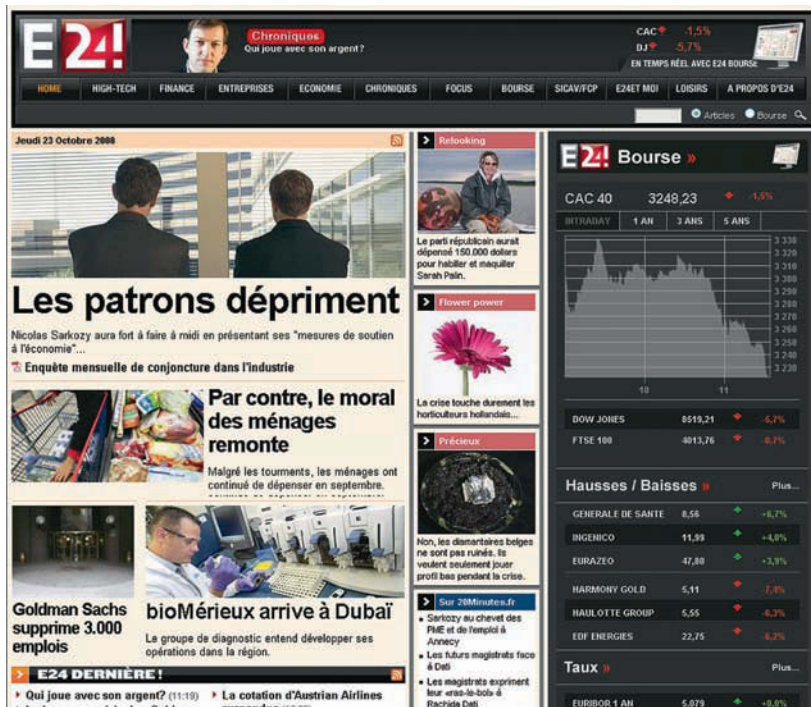 E24!
Chroniques
Qui joue avec son argent?
CAC -1,5%
DJ -5,7%
EN TEMPS RÉEL AVEC E24 BOURSE
HOME HIGH-TECH FINANCE ENTREPRISES ECONOMIE CHRONIQUES FOCUS BOURSE SICAV/FCP E24ET MOI LOISIRS A PROPOS D'E24
Articles Bourse
Jeudi 23 Octobre 2008
Les patrons dépriment
Nicolas Sarkozy aura fort à faire à midi en présentant ses "mesures de soutien
à l'économie"...
Enquête mensuelle de conjoncture dans l'industrie
Par contre, le moral
des ménages
remonte
Malgré les tourments, les ménages ont
continué de dépenser en septembre.
Goldman Sachs
supprime 3.000
emplois
bioMérieux arrive à Dubaï
Le groupe de diagnostic entend développer ses
opérations dans la région.
E24 DERNIÈRE!
Qui joue avec son argent? (11:19)
La cotation d'Austrian Airlines
Relooking
Le parti républicain aurait
dépensé 150.000 dollars
pour habiller et maquiller
Sarah Palin.
Flower power
La crise touche durement les
horticulteurs hollandais...
Précieux
Non, les diamantaires belges
ne sont pas ruinés. Ils
veulent seulement jouer
profil bas pendant la crise.
Sur 20Minutes.fr
Sarkozy au chevet des
PME et de l'emploi à
Annecy
Les futurs magistrats face
à Dati
Les magistrats expriment
leur «ras-le-bol» à
Rachida Dati
E24! Bourse »
CAC 40 3248,23 -1,5%
INTRADAY 1 AN 3 ANS 5 ANS
3 330
3 320
3 310
3 300
3 290
3 280
3 270
3 260
3 250
3 240
3 230
10 11
DOW JONES 8519,21 -5,7%
FTSE 100 4013,76 -0,7%
Hausses / Baisses » Plus...
GENERALE DE SANTE 8,56 +6,7%
INGENICO 11,99 +4,0%
EURAZEO 47,80 +3,9%
HARMONY GOLD 5,11 -7,4%
HAULOTTE GROUP 5,55 -6,3%
EDF ENERGIES 22,75 -6,2%
Taux » Plus...
EURIBOR 1 AN 5.079 +0,0%